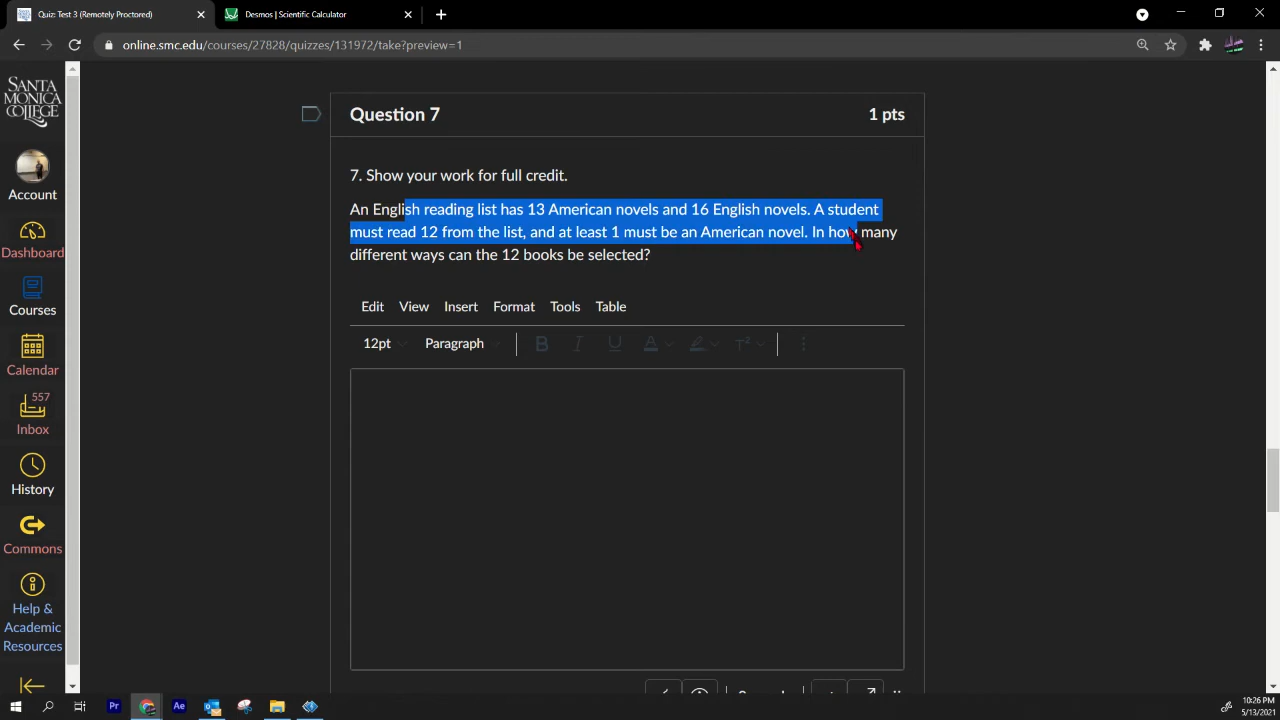 Quiz: Test 3 (Remotely Proctored)
Desmos | Scientific Calculator
online.smc.edu/courses/27828/quizzes/131972/take?preview=1
SANTA
MONICA
COLLEGE
Account
Dashboard
Courses
Calendar
557
Inbox
History
Commons
Help &
Academic
Resources
Question 7
1 pts
7. Show your work for full credit.
An English reading list has 13 American novels and 16 English novels. A student
must read 12 from the list, and at least 1 must be an American novel. In how many
different ways can the 12 books be selected?
Edit View Insert Format Tools Table
12pt Paragraph B I U A T²
Pr
Ae
10:26 PM
5/13/2021